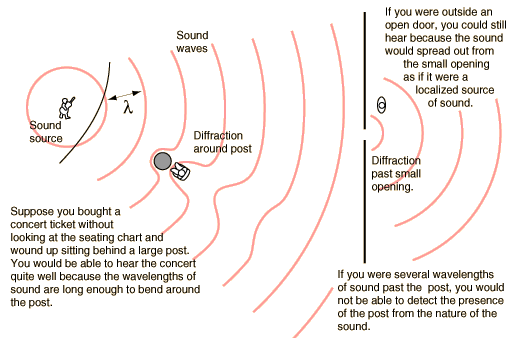 If you were outside an
open door, you could still
hear because the sound
would spread out from
the small opening
as if it were a
localized source
of sound.
Sound
waves
λ
Sound
source
Diffraction
around post
Diffraction
past small
opening.
Suppose you bought a
concert ticket without
looking at the seating chart and
wound up sitting behind a large post.
You would be able to hear the concert
quite well because the wavelengths of
sound are long enough to bend around
the post.
If you were several wavelengths
of sound past the post, you would
not be able to detect the presence
of the post from the nature of the
sound.